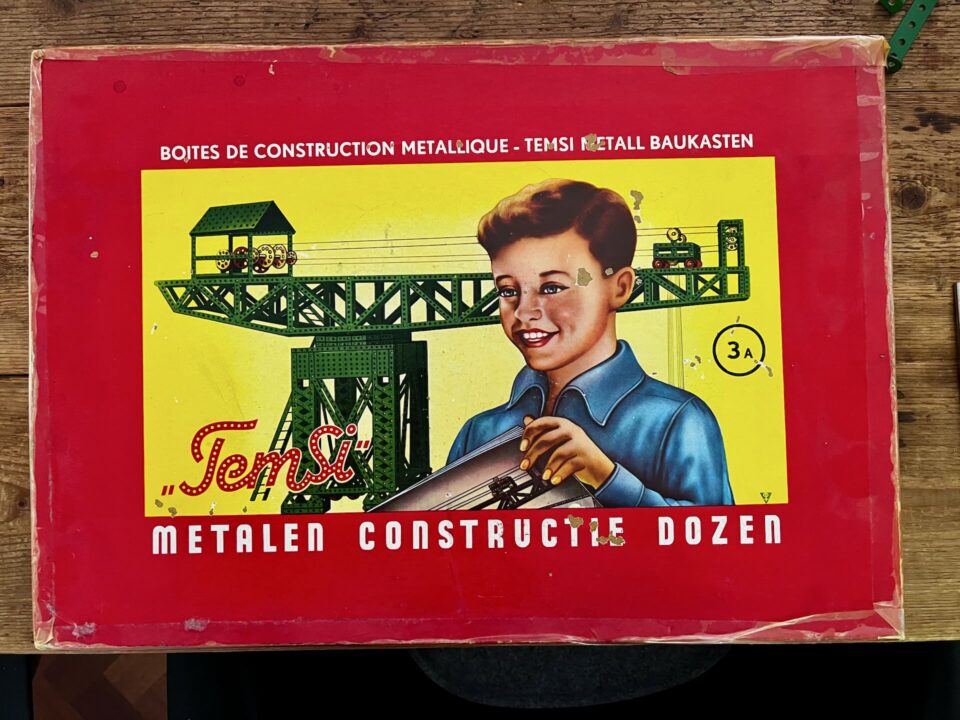 BOITES DE CONSTRUCTION METALLIQUE - TEMSI METALL BAUKASTEN
3A
„TemSi”
METALEN CONSTRUCTIE DOZEN